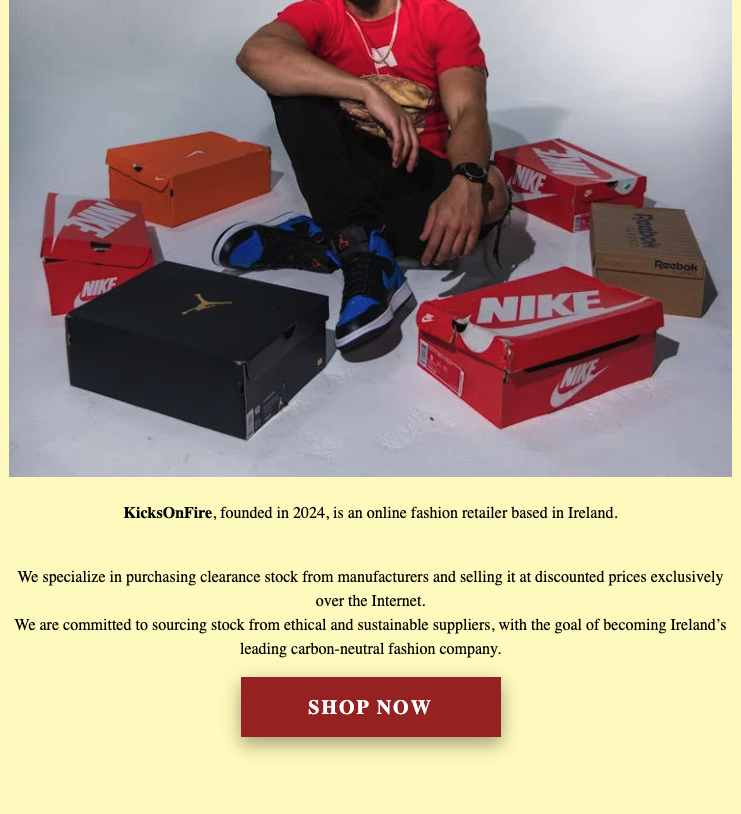 NIKE
NIKE
NIKE
NIKE
Reebok
Reebok
NIKE
NIKE
KicksOnFire, founded in 2024, is an online fashion retailer based in Ireland.
We specialize in purchasing clearance stock from manufacturers and selling it at discounted prices exclusively
over the Internet.
We are committed to sourcing stock from ethical and sustainable suppliers, with the goal of becoming Ireland’s
leading carbon-neutral fashion company.
SHOP NOW